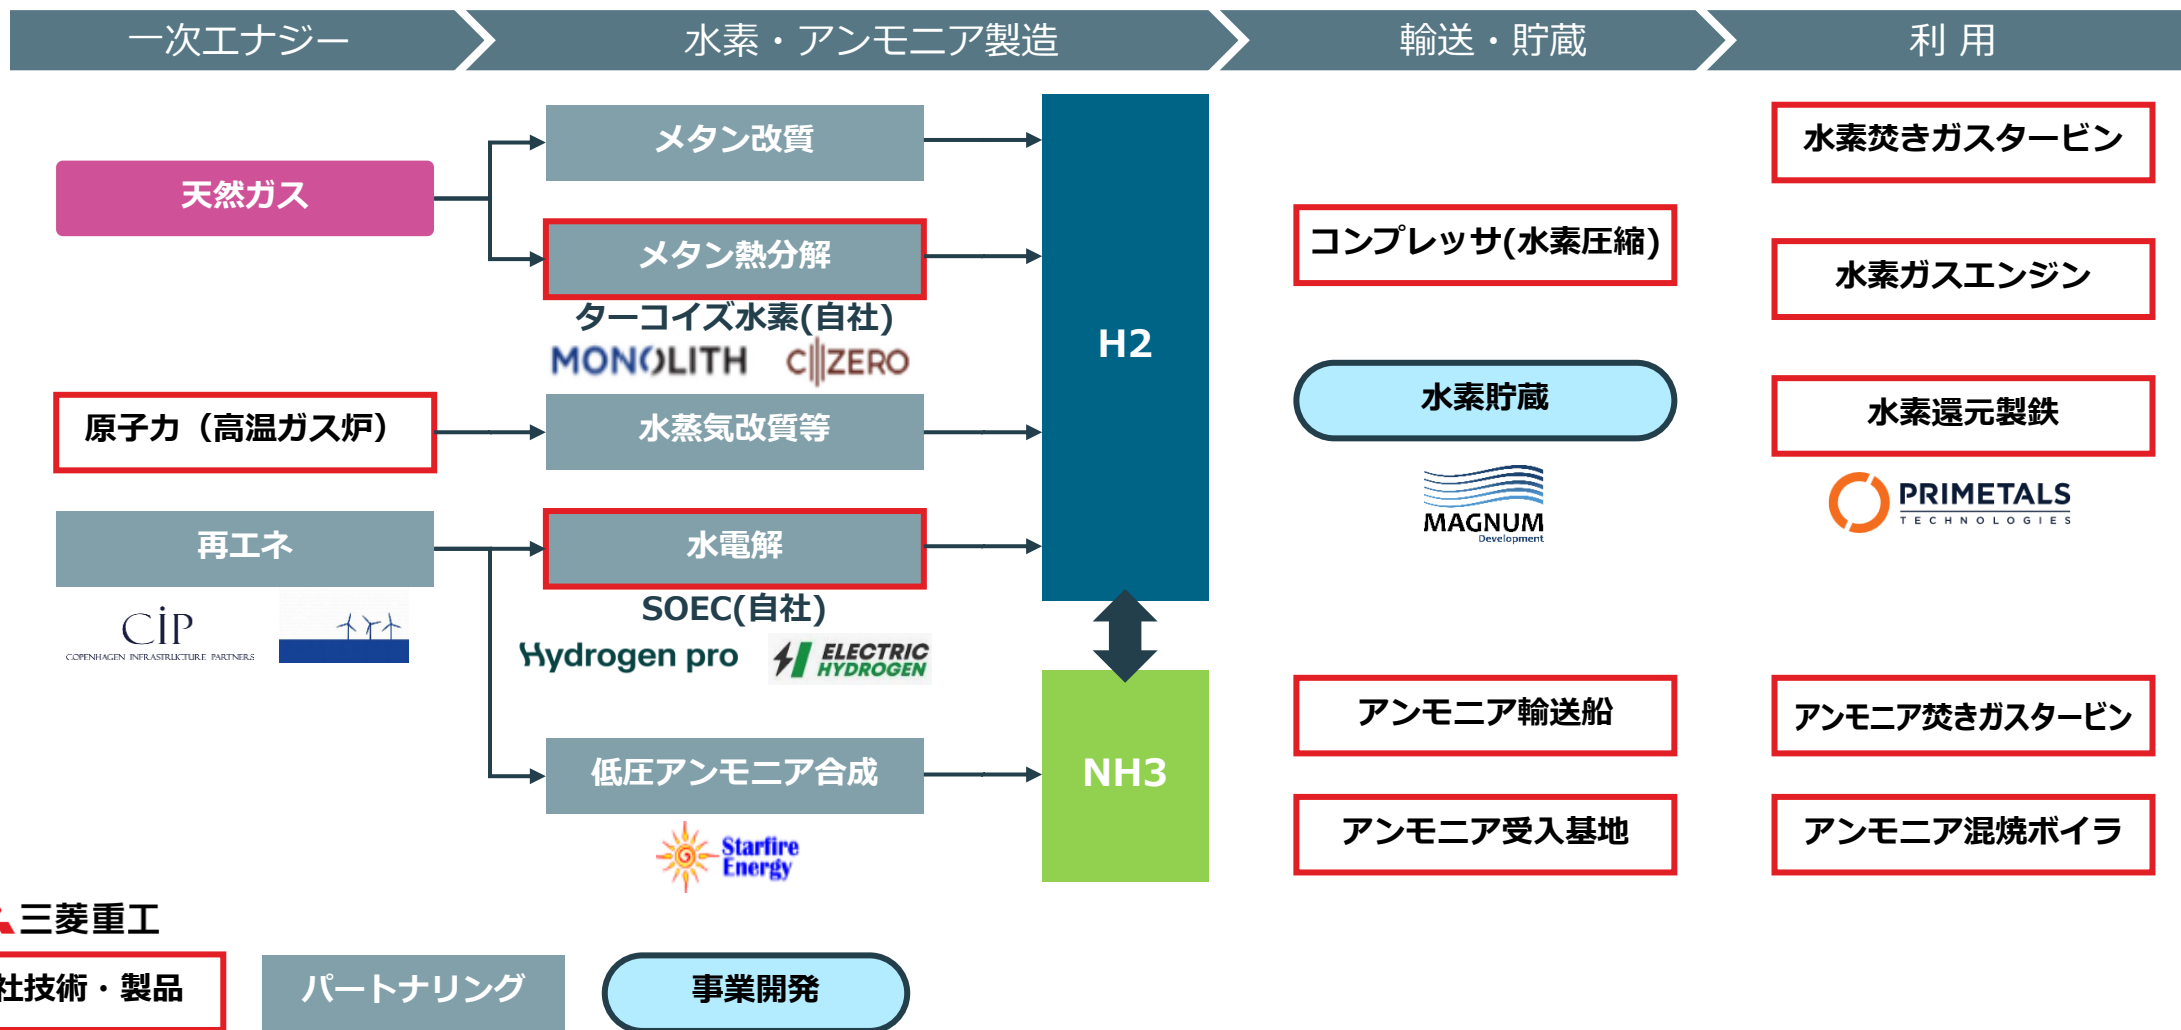 一次エナジー
水素・アンモニア製造
輸送・貯蔵
利 用
天然ガス
メタン改質
メタン熱分解
ターコイズ水素(自社)
MONOLITH
C|||ZERO
原子力（高温ガス炉）
水蒸気改質等
再エネ
CIP
COPENHAGEN INFRASTRUCTURE PARTNERS
水電解
SOEC(自社)
Hydrogen pro
ELECTRIC
HYDROGEN
低圧アンモニア合成
Starfire
Energy
H2
NH3
コンプレッサ(水素圧縮)
水素貯蔵
MAGNUM
Development
アンモニア輸送船
アンモニア受入基地
水素焚きガスタービン
水素ガスエンジン
水素還元製鉄
PRIMETALS
TECHNOLOGIES
アンモニア焚きガスタービン
アンモニア混焼ボイラ
三菱重工
社技術・製品
パートナリング
事業開発